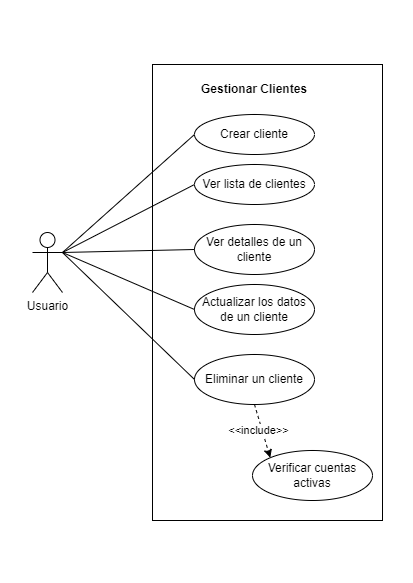 Gestionar Clientes
Crear cliente
Ver lista de clientes
Ver detalles de un
cliente
Usuario
Actualizar los datos
de un cliente
Eliminar un cliente
<<include>>
Verificar cuentas
activas